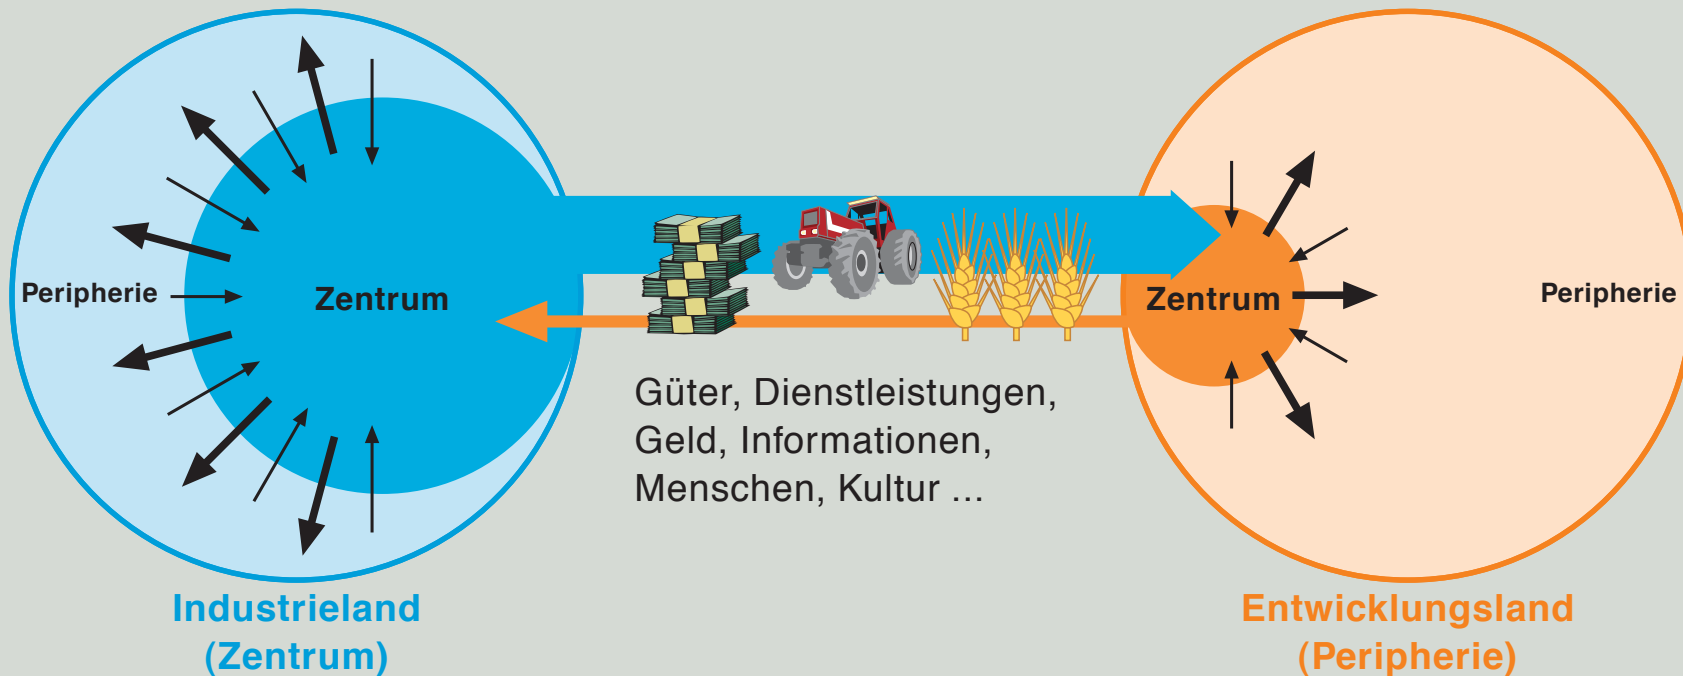 Peripherie
Zentrum
Zentrum
Peripherie
Güter, Dienstleistungen,
Geld, Informationen,
Menschen, Kultur ...
Industrieland
(Zentrum)
Entwicklungsland
(Peripherie)